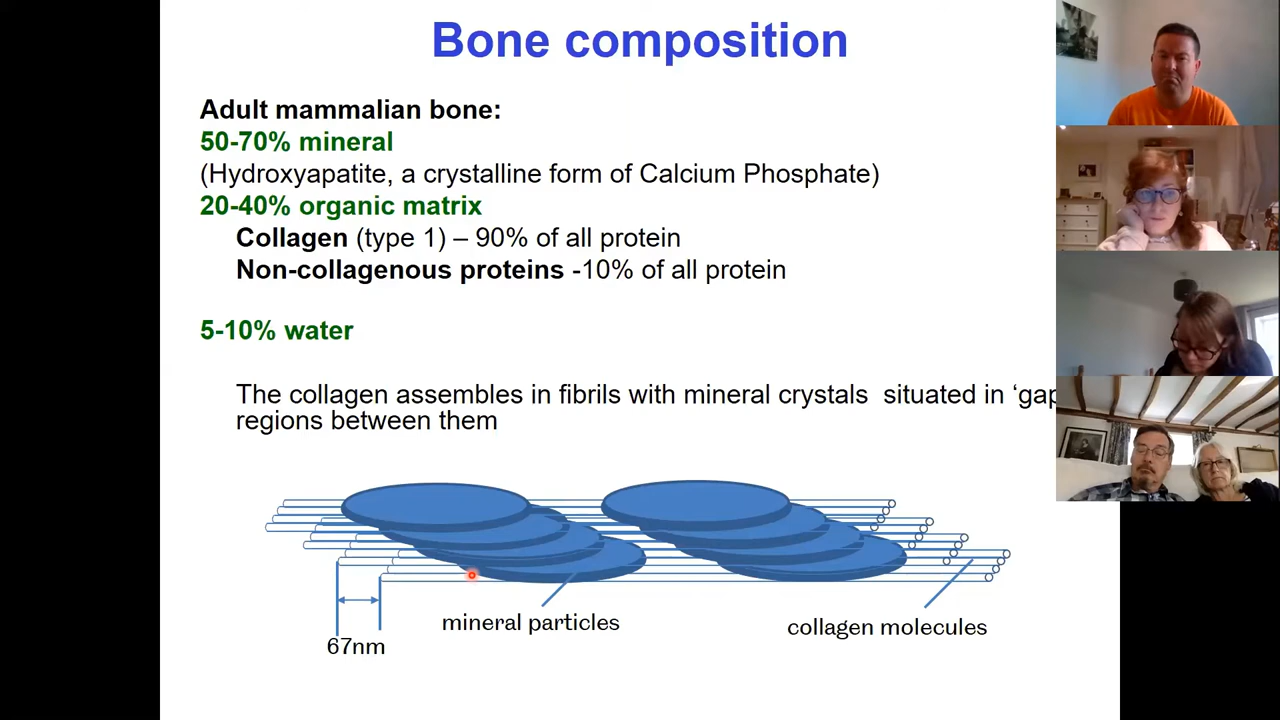 Bone composition
Adult mammalian bone:
50-70% mineral
(Hydroxyapatite, a crystalline form of Calcium Phosphate)
20-40% organic matrix
Collagen (type 1) – 90% of all protein
Non-collagenous proteins -10% of all protein
5-10% water
The collagen assembles in fibrils with mineral crystals  situated in ‘gap
regions between them
mineral particles
collagen molecules
67nm